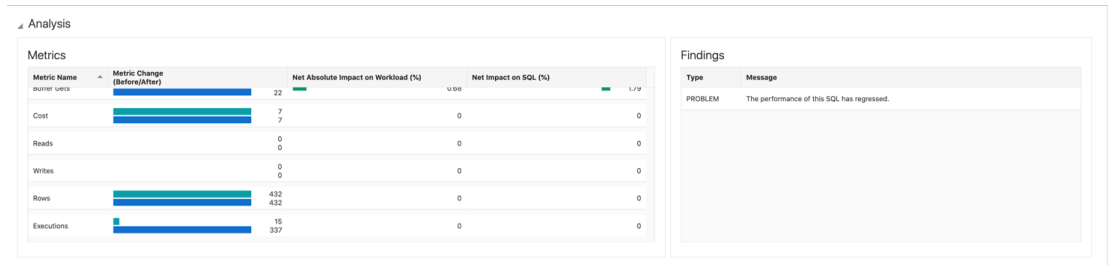 Analysis
Metrics
Metric Name Metric Change (Before/After) Net Absolute Impact on Workload (%) Net Impact on SQL (%)
Buffer Gets 22 0.68 1.79
Cost 7 7 0 0
Reads 0 0 0 0
Writes 0 0 0 0
Rows 432 432 0 0
Executions 15 337 0 0
Findings
Type Message
PROBLEM The performance of this SQL has regressed.